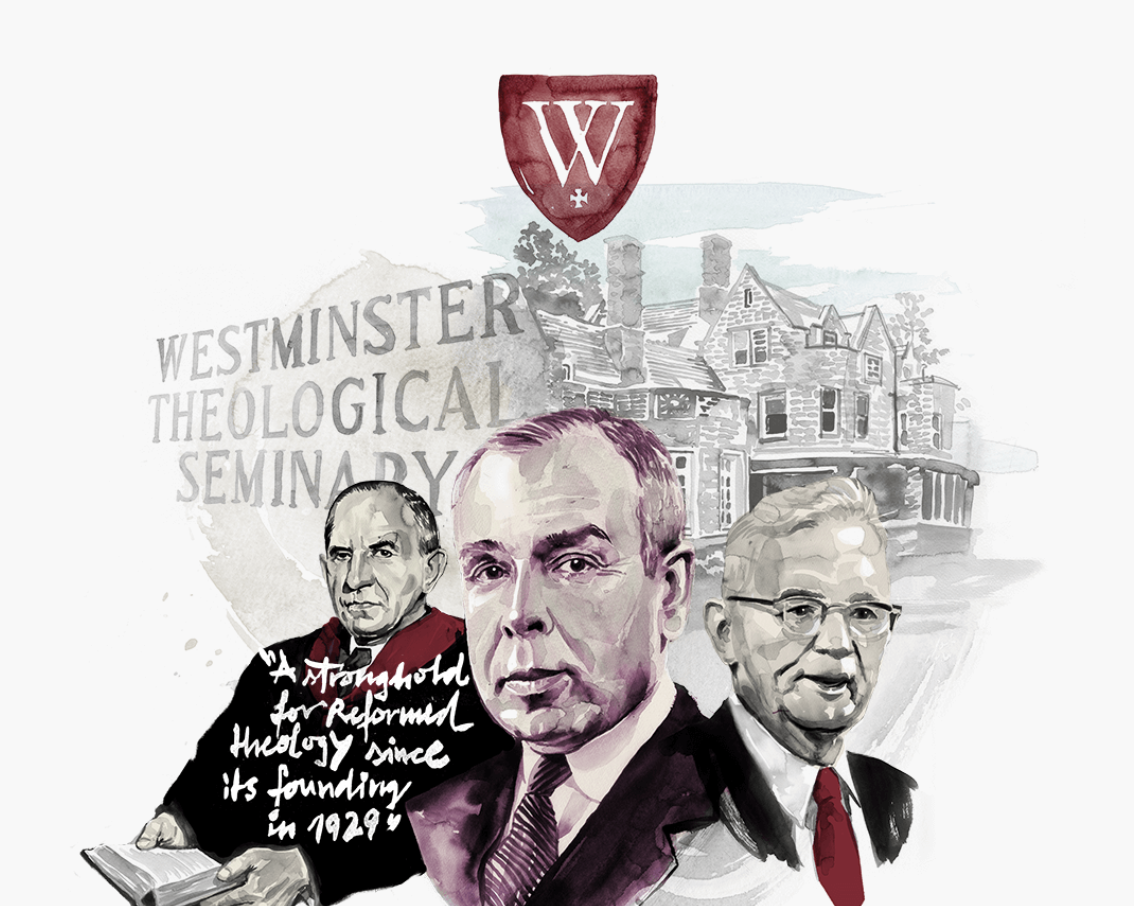 W
WESTMINSTER
THEOLOGICAL
SEMINARY
"A stronghold
for Reformed
theology since
its founding
in 1929"